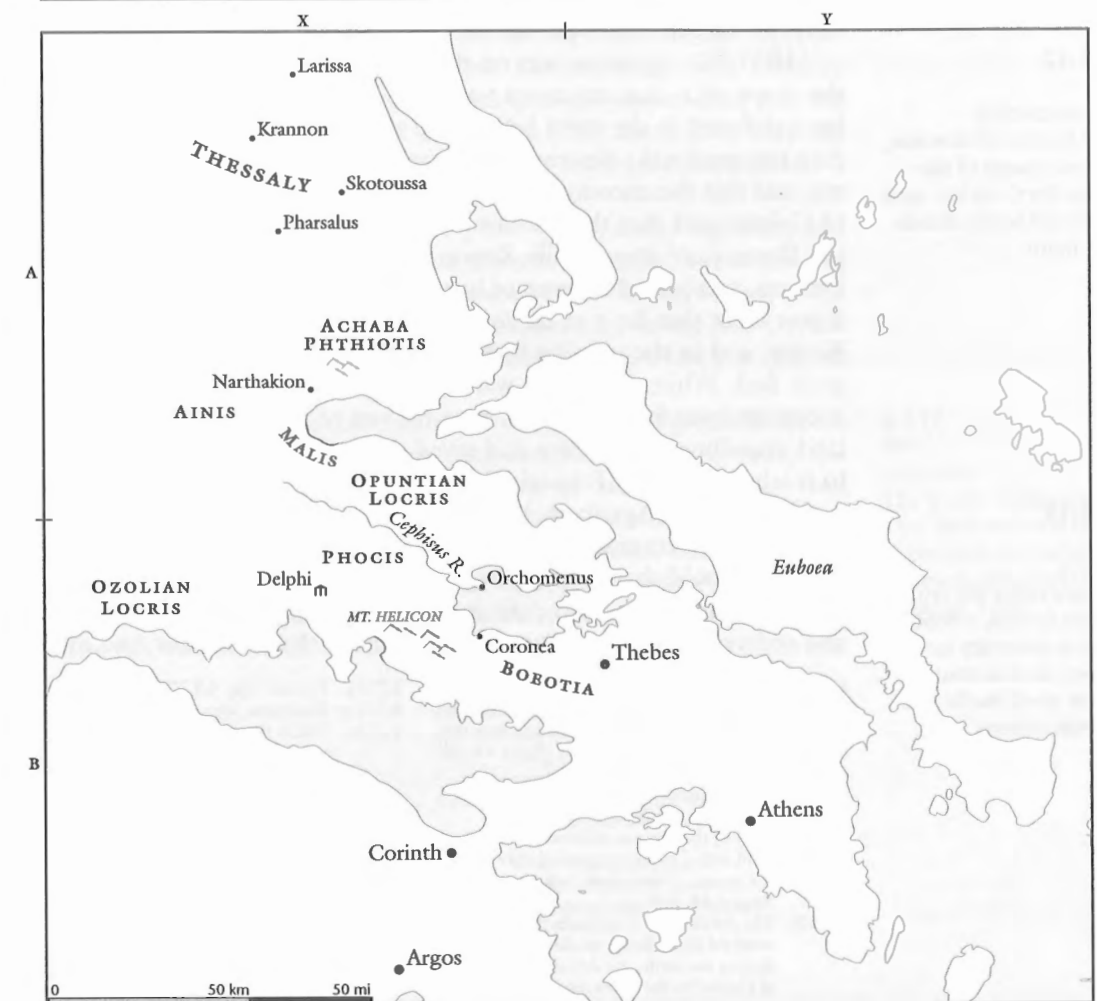 X
Y
Larissa
Krannon
THESSALY
Skotoussa
Pharsalus
A
ACHAEA
PHTHIOTIS
Narthakion
AINIS
MALIS
OPUNTIAN
LOCRIS
Cephisus R.
PHOCIS
Euboea
Delphi
Orchomenus
OZOLIAN
LOCRIS
MT. HELICON
Coronea
Thebes
BOEOTIA
B
Athens
Corinth
Argos
0
50 km
50 mi